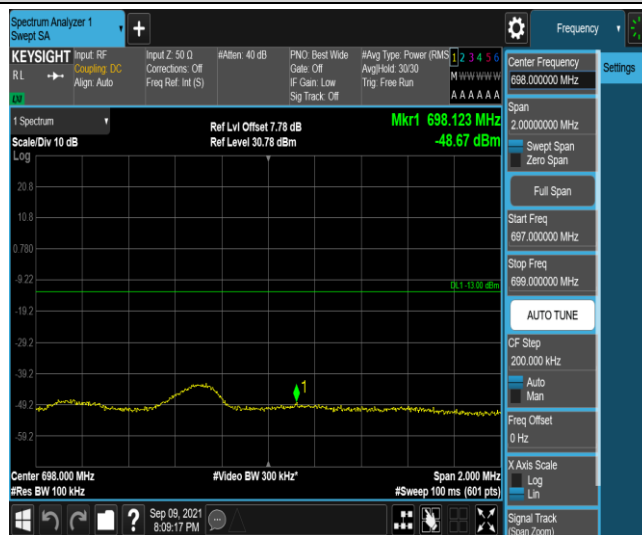 Spectrum Analyzer 1
Swept SA
+
Frequency
KEYSIGHT
RL
LNI
Input: RF
Coupling: DC
Align: Auto
Input Z: 50 Ω
Corrections: Off
Freq Ref: Int (S)
#Atten: 40 dB
PNO: Best Wide
Gate: Off
IF Gain: Low
Sig Track: Off
#Avg Type: Power (RMS
Avg|Hold: 30/30
Trig: Free Run
1 2 3 4 5 6
M W W W W W
A A A A A A
1 Spectrum
Scale/Div 10 dB
Log
Ref Lvl Offset 7.78 dB
Ref Level 30.78 dBm
Mkr1 698.123 MHz
-48.67 dBm
20.8
10.8
0.780
-9.22
DL1 -13.00 dBm
-19.2
-29.2
-39.2
1
-49.2
-59.2
Center 698.000 MHz
#Res BW 100 kHz
#Video BW 300 kHz*
Span 2.000 MHz
#Sweep 100 ms (601 pts)
?
Sep 09, 2021
8:09:17 PM
Settings
Center Frequency
698.000000 MHz
Span
2.00000000 MHz
Swept Span
Zero Span
Full Span
Start Freq
697.000000 MHz
Stop Freq
699.000000 MHz
AUTO TUNE
CF Step
200.000 kHz
Auto
Man
Freq Offset
0 Hz
X Axis Scale
Log
Lin
Signal Track
(Span Zoom)